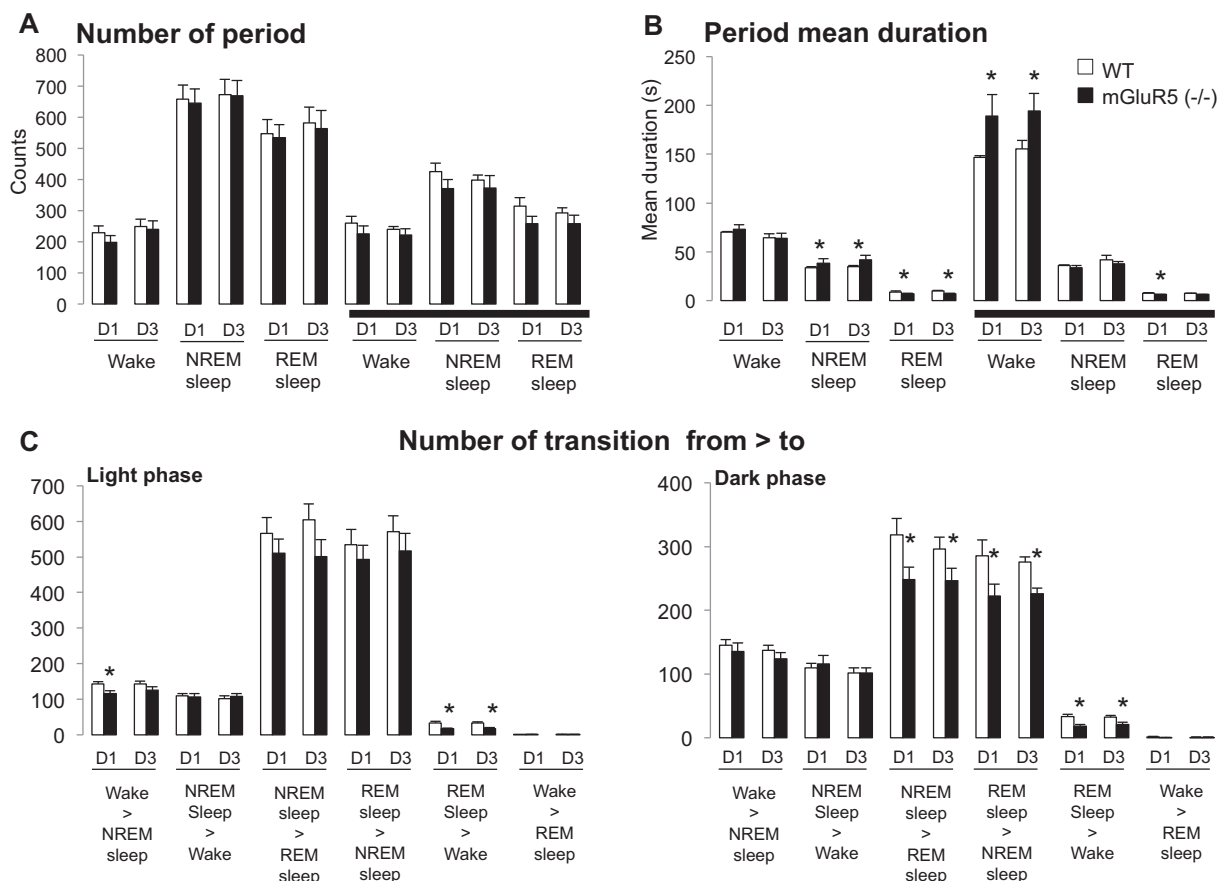 A Number of period
800
700
600
500
400
300
200
100
0
Counts
D1 D3 D1 D3 D1 D3 D1 D3 D1 D3 D1 D3
Wake NREM sleep REM sleep Wake NREM sleep REM sleep
B Period mean duration
250
200
150
100
50
0
Mean duration (s)
WT
mGluR5 (-/-)
* *
* * * * *
D1 D3 D1 D3 D1 D3 D1 D3 D1 D3 D1 D3
Wake NREM sleep REM sleep Wake NREM sleep REM sleep
C Number of transition from > to
Light phase
700
600
500
400
300
200
100
0
* * *
D1 D3 D1 D3 D1 D3 D1 D3 D1 D3 D1 D3
Wake > NREM sleep
NREM Sleep > Wake
NREM sleep > REM sleep
REM sleep > NREM sleep
REM Sleep > Wake
Wake > REM sleep
Dark phase
400
300
200
100
0
* * * * * *
D1 D3 D1 D3 D1 D3 D1 D3 D1 D3 D1 D3
Wake > NREM sleep
NREM Sleep > Wake
NREM sleep > REM sleep
REM sleep > NREM sleep
REM Sleep > Wake
Wake > REM sleep